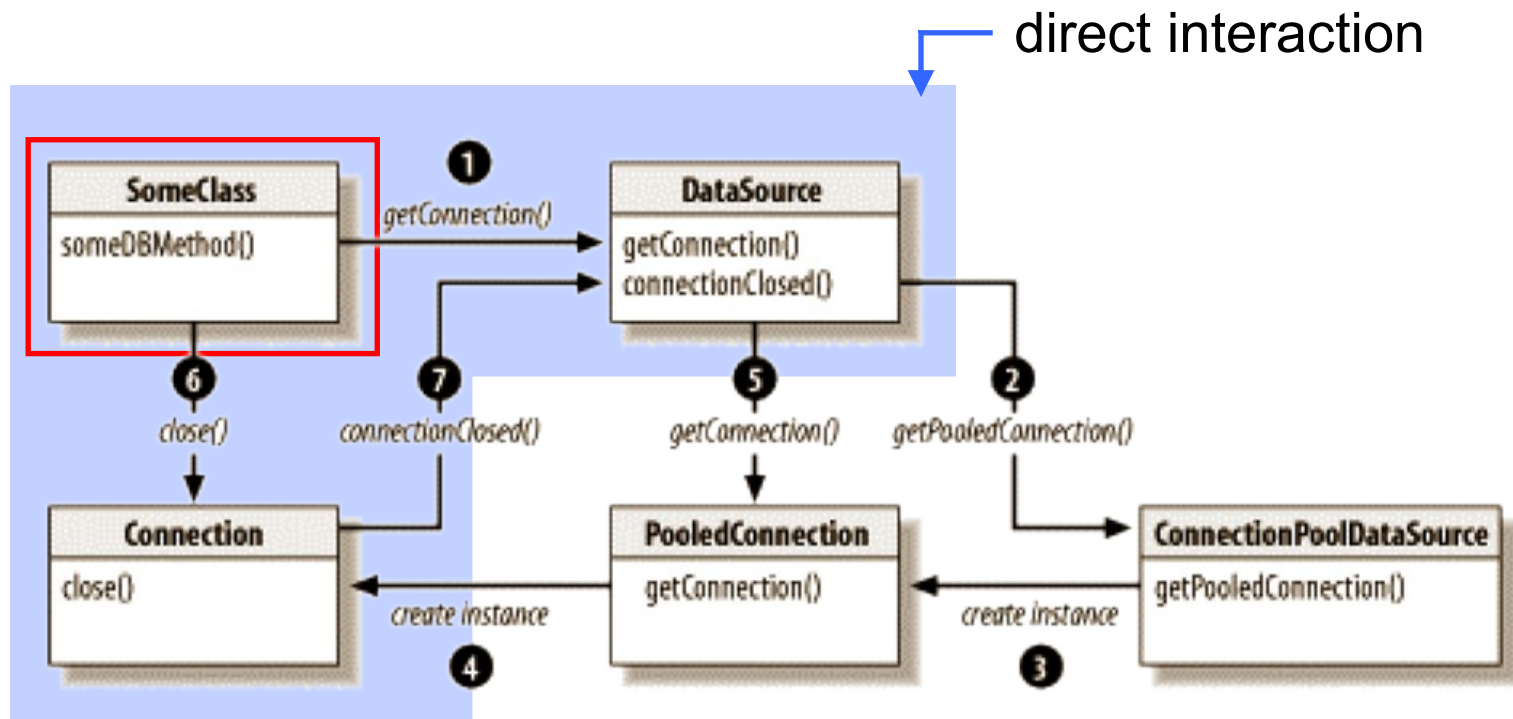 direct interaction
1
SomeClass
DataSource
getConnection()
someDBMethod()
getConnection()
connectionClosed()
6
7
5
2
close()
connectionClosed()
getConnection()
getPooledConnection()
Connection
PooledConnection
ConnectionPoolDataSource
close()
getConnection()
getPooledConnection()
create instance
create instance
4
3